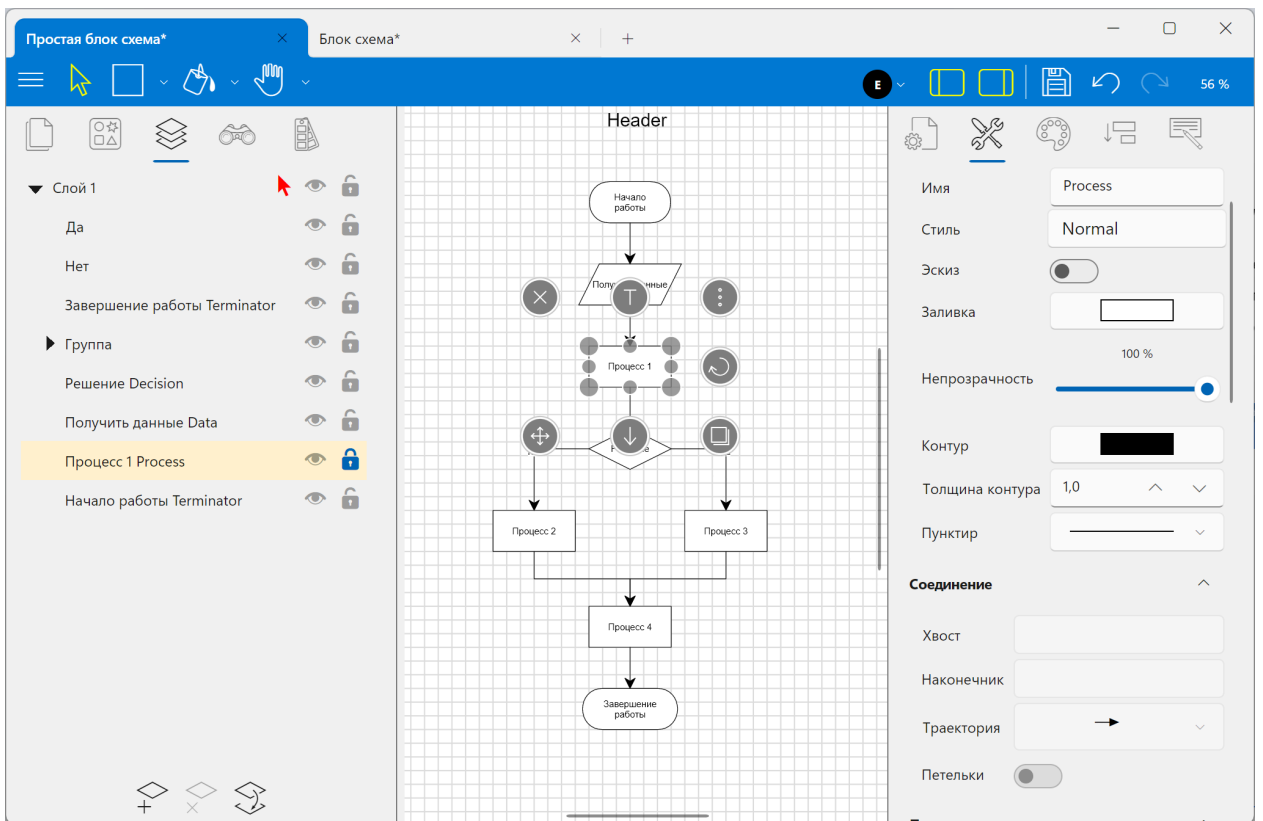 Простая блок схема*
Блок схема*
E
56 %
Слой 1
Да
Нет
Завершение работы Terminator
Группа
Решение Decision
Получить данные Data
Процесс 1 Process
Начало работы Terminator
Header
Начало
работы
Процесс 1
Процесс 2
Процесс 3
Процесс 4
Завершение
работы
Имя
Process
Стиль
Normal
Эскиз
Заливка
100 %
Непрозрачность
Контур
Толщина контура
1,0
Пунктир
Соединение
Хвост
Наконечник
Траектория
Петельки